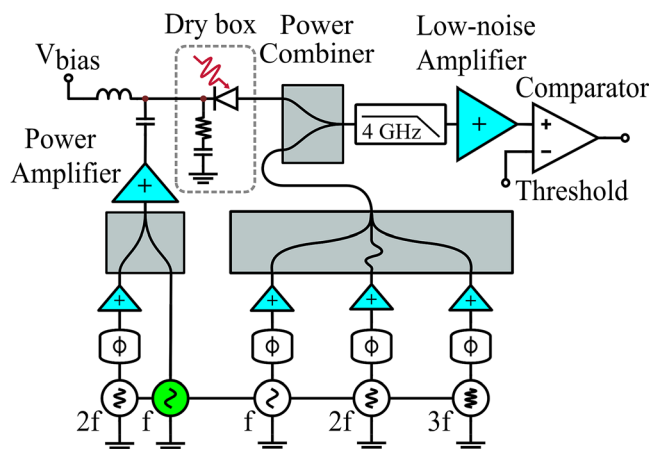 Dry box
Power
Combiner
Low-noise
Amplifier
Vbias
Comparator
4 GHz
+
+
−
Power
Amplifier
+
Threshold
+
+
+
+
ϕ
ϕ
ϕ
ϕ
2f
f
f
2f
3f